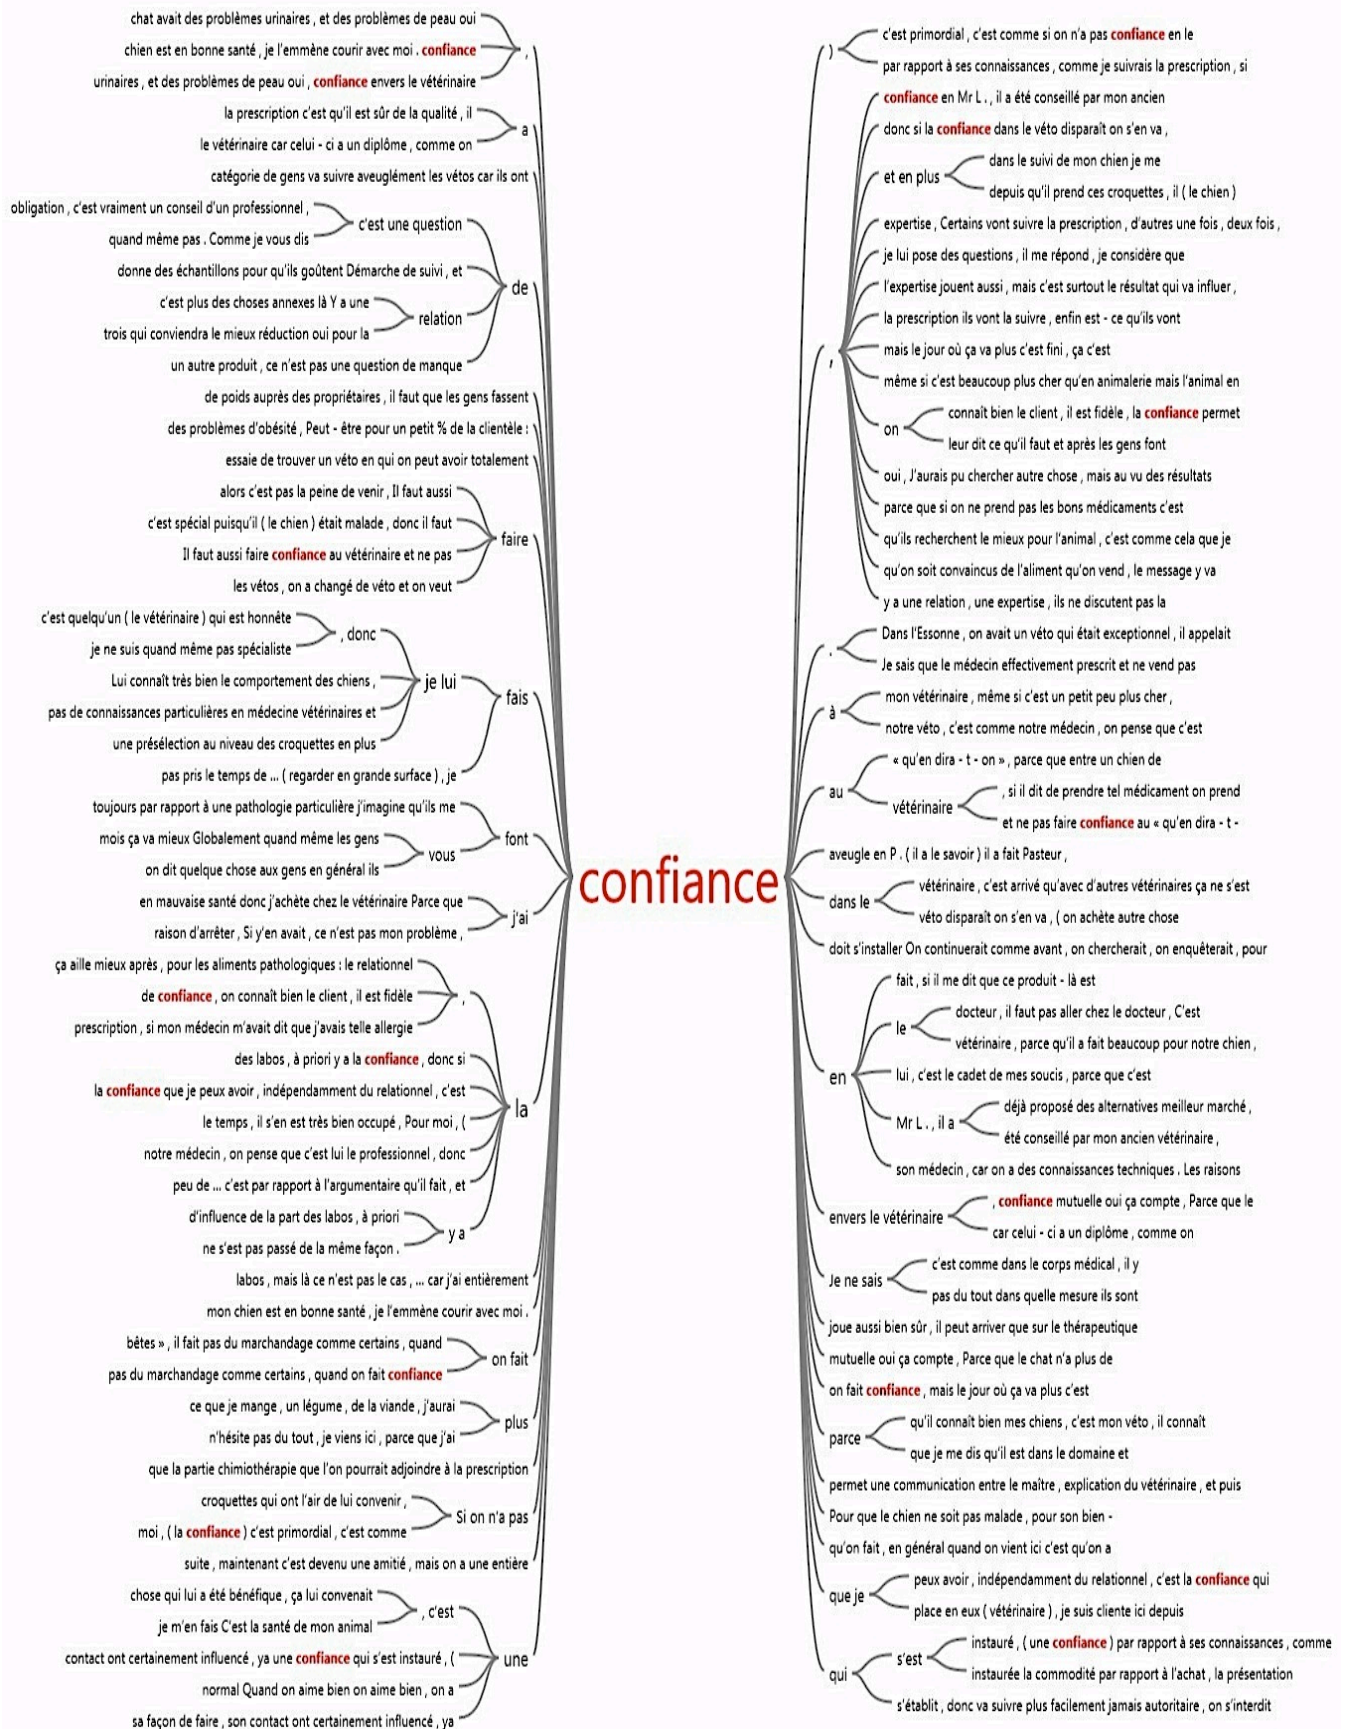 chat avait des problèmes urinaires , et des problèmes de peau oui
chien est en bonne santé , je l'emmène courir avec moi . confiance
,
urinaires , et des problèmes de peau oui , confiance envers le vétérinaire
la prescription c'est qu'il est sûr de la qualité , il
a
le vétérinaire car celui - ci a un diplôme , comme on
catégorie de gens va suivre aveuglément les vétos car ils ont
obligation , c'est vraiment un conseil d'un professionnel ,
c'est une question
quand même pas . Comme je vous dis
donne des échantillons pour qu'ils goûtent Démarche de suivi , et
de
c'est plus des choses annexes là Y a une
relation
trois qui conviendra le mieux réduction oui pour la
un autre produit , ce n'est pas une question de manque
de poids auprès des propriétaires , il faut que les gens fassent
des problèmes d'obésité , Peut - être pour un petit % de la clientèle :
essaie de trouver un véto en qui on peut avoir totalement
alors c'est pas la peine de venir , Il faut aussi
c'est spécial puisqu'il ( le chien ) était malade , donc il faut
faire
Il faut aussi faire confiance au vétérinaire et ne pas
les vétos , on a changé de véto et on veut
c'est quelqu'un ( le vétérinaire ) qui est honnête
, donc
je ne suis quand même pas spécialiste
Lui connaît très bien le comportement des chiens ,
je lui
fais
pas de connaissances particulières en médecine vétérinaires et
une présélection au niveau des croquettes en plus
pas pris le temps de ... ( regarder en grande surface ) , je
toujours par rapport à une pathologie particulière j'imagine qu'ils me
font
mois ça va mieux Globalement quand même les gens
vous
on dit quelque chose aux gens en général ils
en mauvaise santé donc j'achète chez le vétérinaire Parce que
j'ai
raison d'arrêter , Si y'en avait , ce n'est pas mon problème ,
ça aille mieux après , pour les aliments pathologiques : le relationnel
de confiance , on connaît bien le client , il est fidèle
,
prescription , si mon médecin m'avait dit que j'avais telle allergie
des labos , à priori y a la confiance , donc si
la confiance que je peux avoir , indépendamment du relationnel , c'est
la
le temps , il s'en est très bien occupé , Pour moi , (
notre médecin , on pense que c'est lui le professionnel , donc
peu de ... c'est par rapport à l'argumentaire qu'il fait , et
d'influence de la part des labos , à priori
y a
ne s'est pas passé de la même façon .
labos , mais là ce n'est pas le cas , ... car j'ai entièrement
mon chien est en bonne santé , je l'emmène courir avec moi .
bêtes » , il fait pas du marchandage comme certains , quand
on fait
pas du marchandage comme certains , quand on fait confiance
ce que je mange , un légume , de la viande , j'aurai
plus
n'hésite pas du tout , je viens ici , parce que j'ai
que la partie chimiothérapie que l'on pourrait adjoindre à la prescription
croquettes qui ont l'air de lui convenir ,
Si on n'a pas
moi , ( la confiance ) c'est primordial , c'est comme
suite , maintenant c'est devenu une amitié , mais on a une entière
chose qui lui a été bénéfique , ça lui convenait
, c'est
je m'en fais C'est la santé de mon animal
contact ont certainement influencé , ya une confiance qui s'est instauré , (
une
normal Quand on aime bien on aime bien , on a
sa façon de faire , son contact ont certainement influencé , ya
confiance
c'est primordial , c'est comme si on n'a pas confiance en le
)
par rapport à ses connaissances , comme je suivrais la prescription , si
confiance en Mr L . , il a été conseillé par mon ancien
donc si la confiance dans le véto disparaît on s'en va ,
dans le suivi de mon chien je me
et en plus
depuis qu'il prend ces croquettes , il ( le chien )
expertise , Certains vont suivre la prescription , d'autres une fois , deux fois ,
je lui pose des questions , il me répond , je considère que
l'expertise jouent aussi , mais c'est surtout le résultat qui va influer ,
la prescription ils vont la suivre , enfin est - ce qu'ils vont
,
mais le jour où ça va plus c'est fini , ça c'est
même si c'est beaucoup plus cher qu'en animalerie mais l'animal en
connaît bien le client , il est fidèle , la confiance permet
on
leur dit ce qu'il faut et après les gens font
oui , J'aurais pu chercher autre chose , mais au vu des résultats
parce que si on ne prend pas les bons médicaments c'est
qu'ils recherchent le mieux pour l'animal , c'est comme cela que je
qu'on soit convaincus de l'aliment qu'on vend , le message y va
y a une relation , une expertise , ils ne discutent pas la
Dans l'Essonne , on avait un véto qui était exceptionnel , il appelait
.
Je sais que le médecin effectivement prescrit et ne vend pas
mon vétérinaire , même si c'est un petit peu plus cher ,
à
notre véto , c'est comme notre médecin , on pense que c'est
« qu'en dira - t - on » , parce que entre un chien de
au
, si il dit de prendre tel médicament on prend
vétérinaire
et ne pas faire confiance au « qu'en dira - t -
aveugle en P . ( il a le savoir ) il a fait Pasteur ,
vétérinaire , c'est arrivé qu'avec d'autres vétérinaires ça ne s'est
dans le
véto disparaît on s'en va , ( on achète autre chose
doit s'installer On continuerait comme avant , on chercherait , on enquêterait , pour
fait , si il me dit que ce produit - là est
docteur , il faut pas aller chez le docteur , C'est
le
vétérinaire , parce qu'il a fait beaucoup pour notre chien ,
en
lui , c'est le cadet de mes soucis , parce que c'est
déjà proposé des alternatives meilleur marché ,
Mr L . , il a
été conseillé par mon ancien vétérinaire ,
son médecin , car on a des connaissances techniques . Les raisons
, confiance mutuelle oui ça compte , Parce que le
envers le vétérinaire
car celui - ci a un diplôme , comme on
c'est comme dans le corps médical , il y
Je ne sais
pas du tout dans quelle mesure ils sont
joue aussi bien sûr , il peut arriver que sur le thérapeutique
mutuelle oui ça compte , Parce que le chat n'a plus de
on fait confiance , mais le jour où ça va plus c'est
qu'il connaît bien mes chiens , c'est mon véto , il connaît
parce
que je me dis qu'il est dans le domaine et
permet une communication entre le maître , explication du vétérinaire , et puis
Pour que le chien ne soit pas malade , pour son bien -
qu'on fait , en général quand on vient ici c'est qu'on a
peux avoir , indépendamment du relationnel , c'est la confiance qui
que je
place en eux ( vétérinaire ) , je suis cliente ici depuis
instauré , ( une confiance ) par rapport à ses connaissances , comme
s'est
instaurée la commodité par rapport à l'achat , la présentation
qui
s'établit , donc va suivre plus facilement jamais autoritaire , on s'interdit